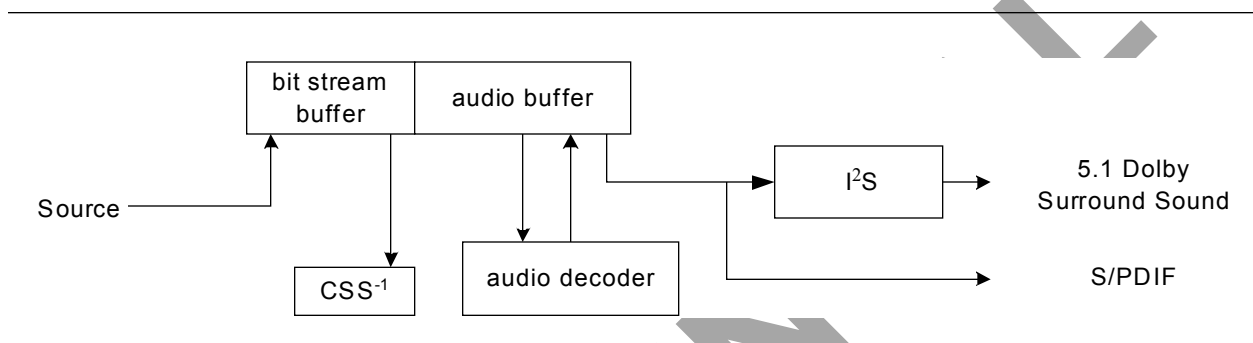 bit stream
buffer
audio buffer
Source
I²S
5.1 Dolby
Surround Sound
CSS⁻¹
audio decoder
S/PDIF